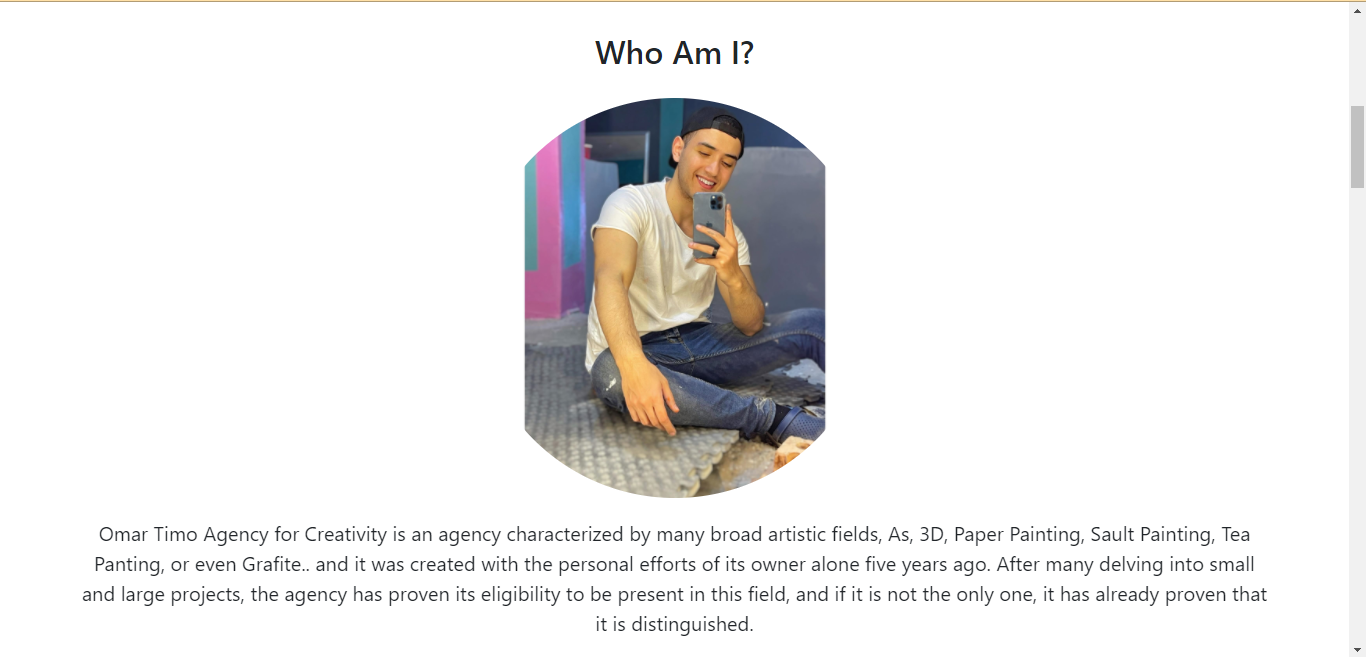 Who Am I?
Omar Timo Agency for Creativity is an agency characterized by many broad artistic fields, As, 3D, Paper Painting, Sault Painting, Tea
Panting, or even Grafite.. and it was created with the personal efforts of its owner alone five years ago. After many delving into small
and large projects, the agency has proven its eligibility to be present in this field, and if it is not the only one, it has already proven that
it is distinguished.